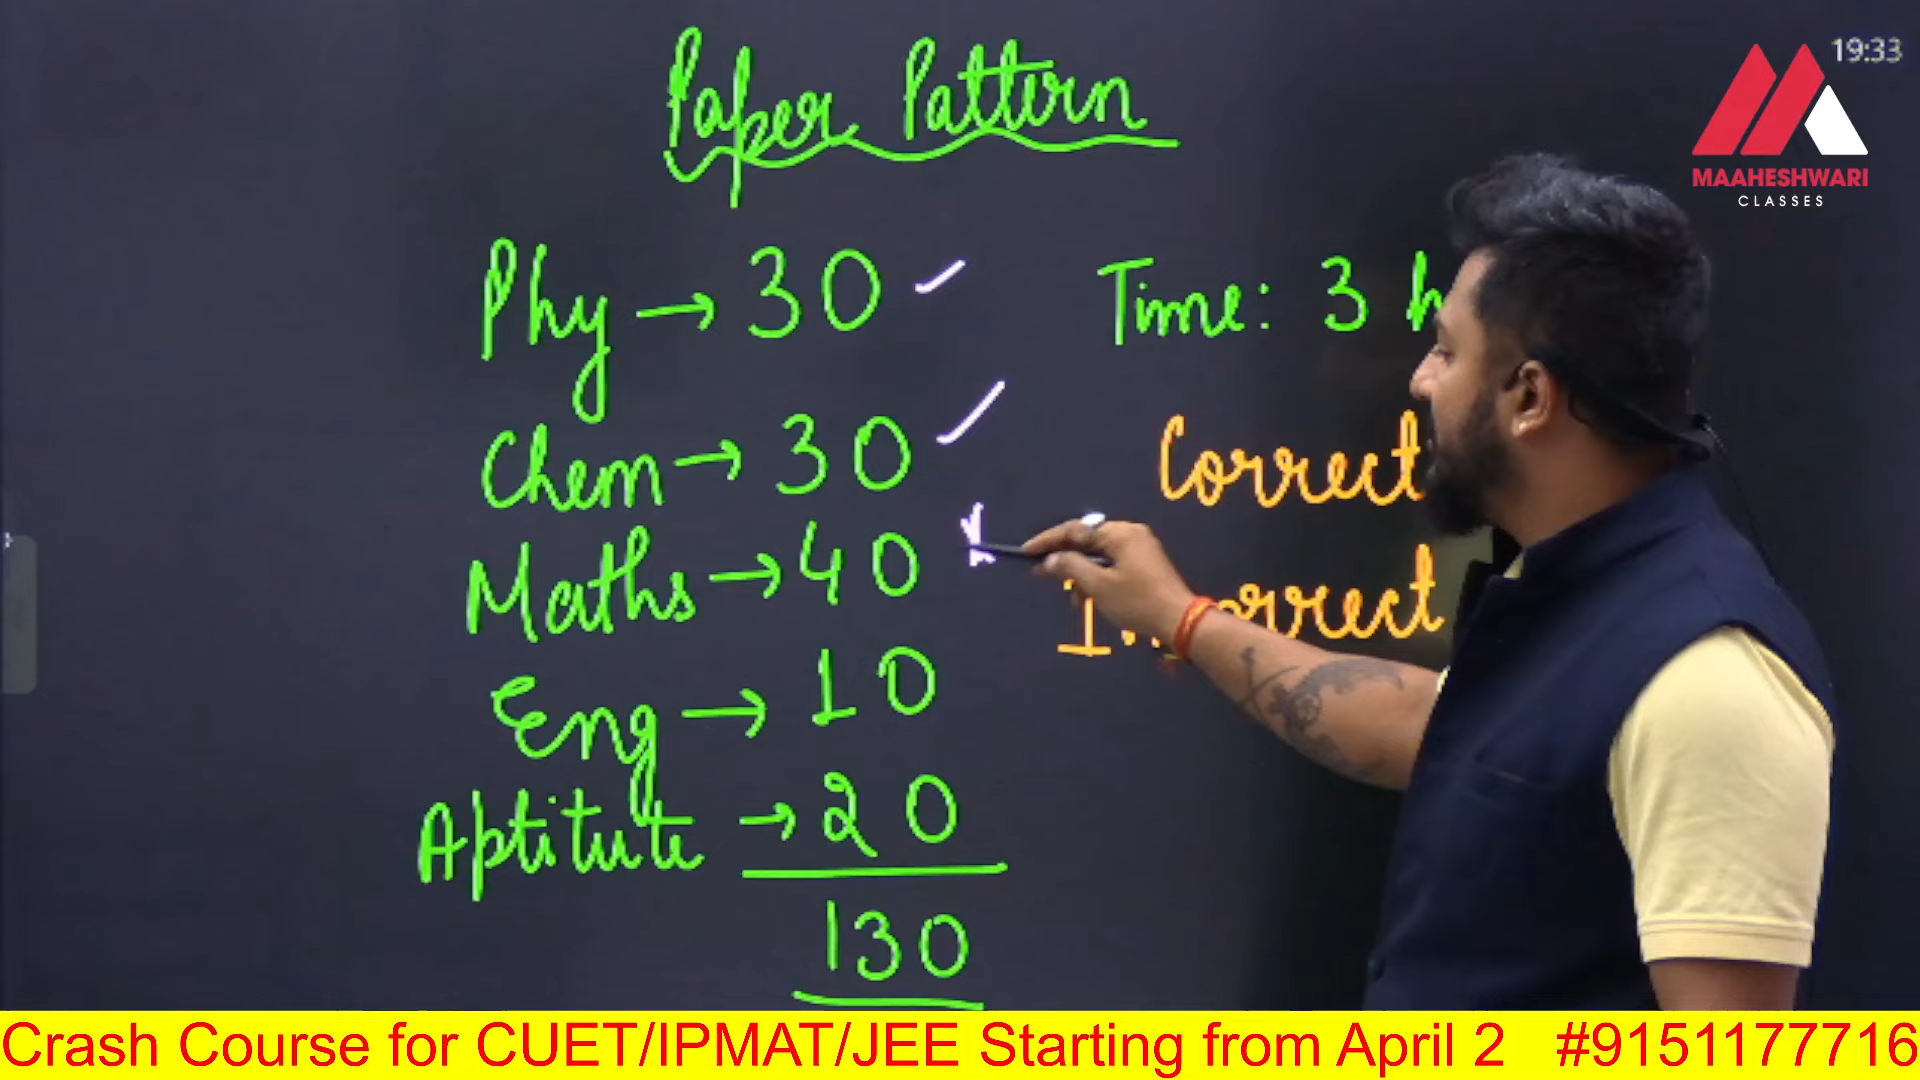 Paper Pattern
19:33
MAAHESHWARI
CLASSES
Phy → 30 ✓
Time: 3 h
Chem → 30 ✓
Correct
Maths → 40
Eng → 10
Aptitute → 20
130
Crash Course for CUET/IPMAT/JEE Starting from April 2 #9151177716